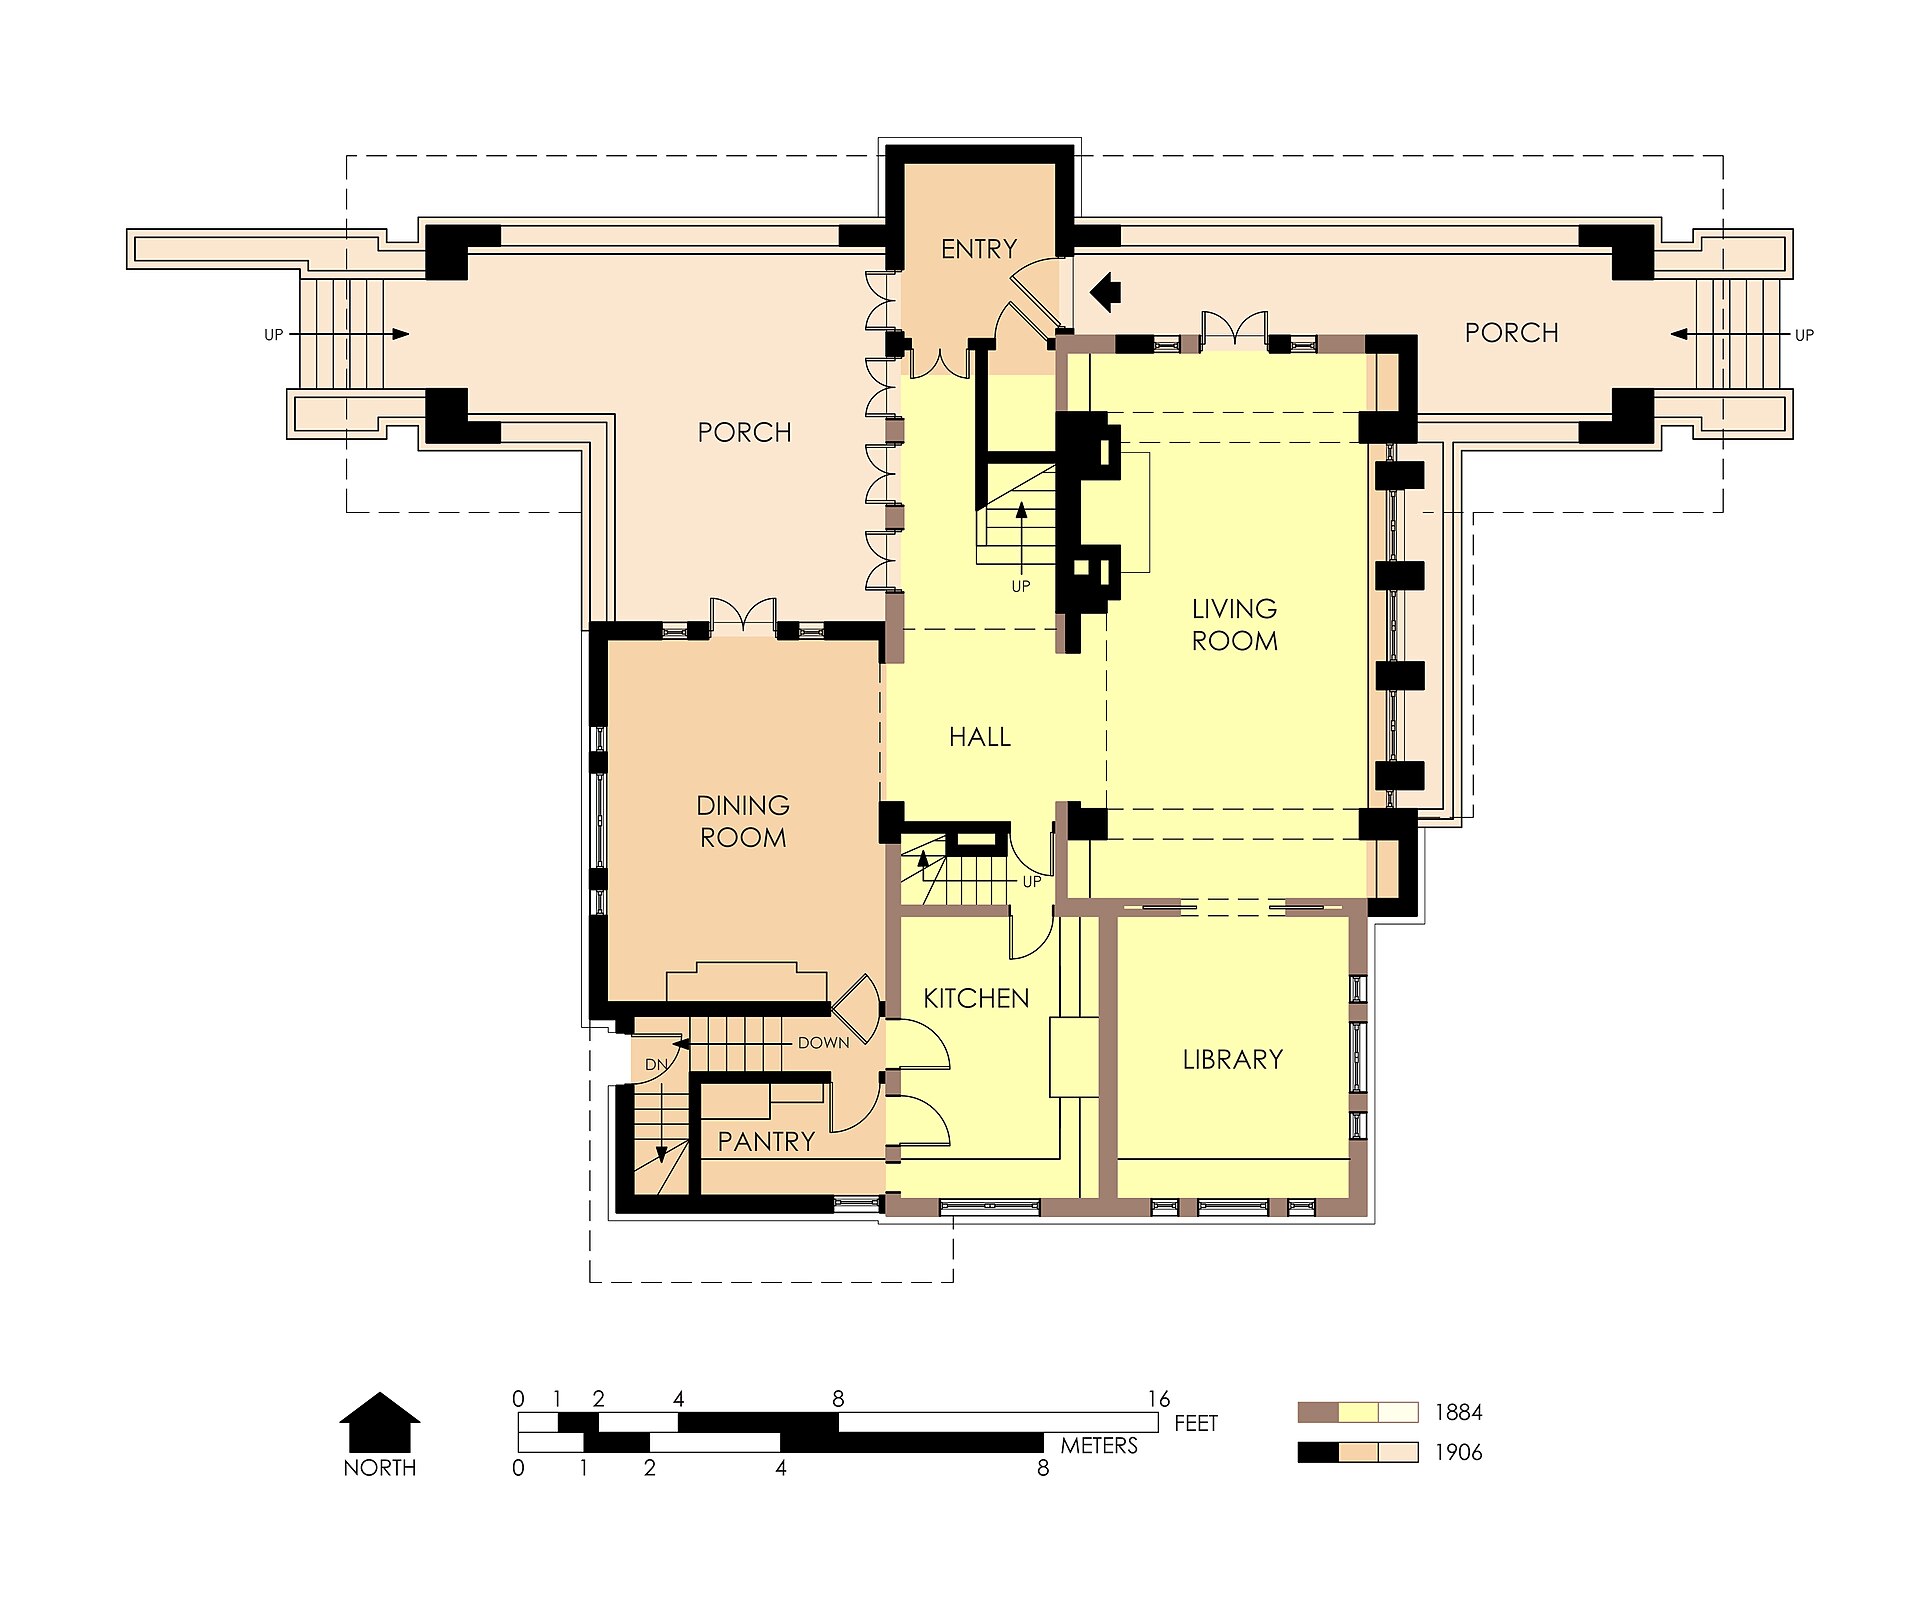 ENTRY
UP
PORCH
UP
PORCH
UP
LIVING
ROOM
HALL
DINING
ROOM
UP
KITCHEN
DOWN
DN
LIBRARY
PANTRY
0 1 2 4 8 16
FEET
METERS
0 1 2 4 8
NORTH
1884
1906